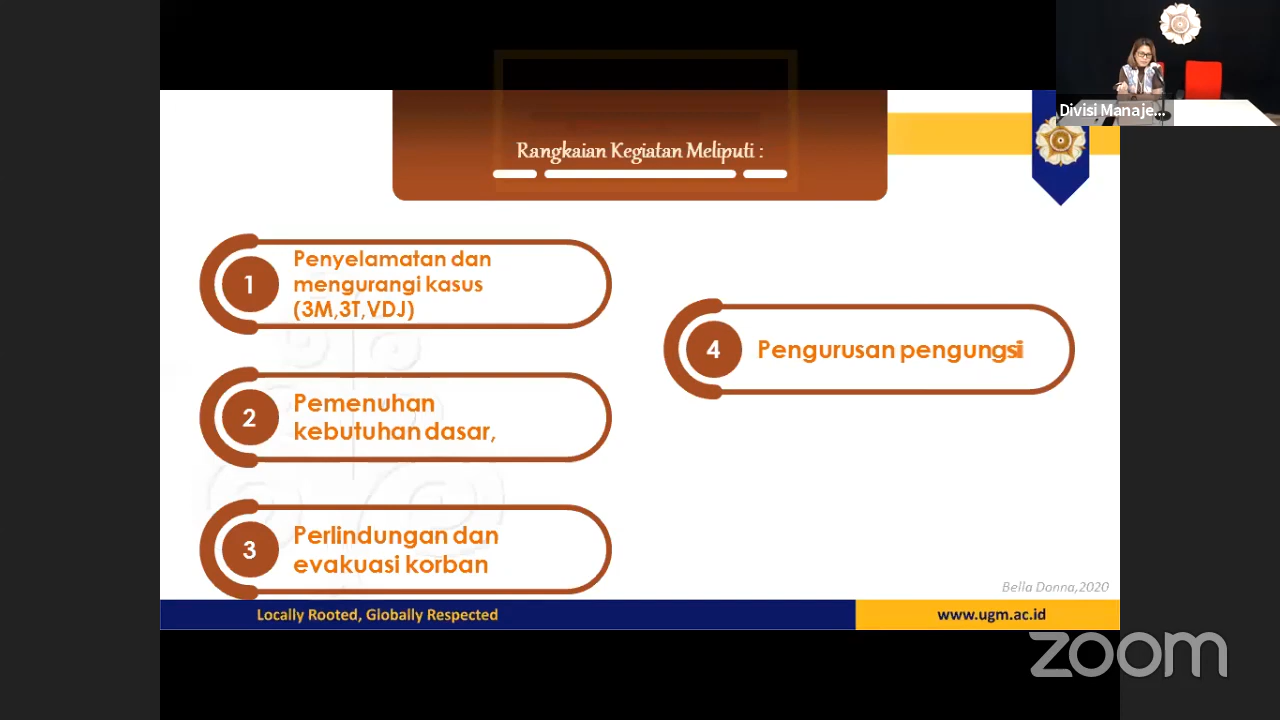 Divisi Manaje...
Rangkaian Kegiatan Meliputi :
1
Penyelamatan dan
mengurangi kasus
(3M,3T,VDJ)
2
Pemenuhan
kebutuhan dasar,
3
Perlindungan dan
evakuasi korban
4
Pengurusan pengungsi
Bella Donna,2020
Locally Rooted, Globally Respected
www.ugm.ac.id
zoom